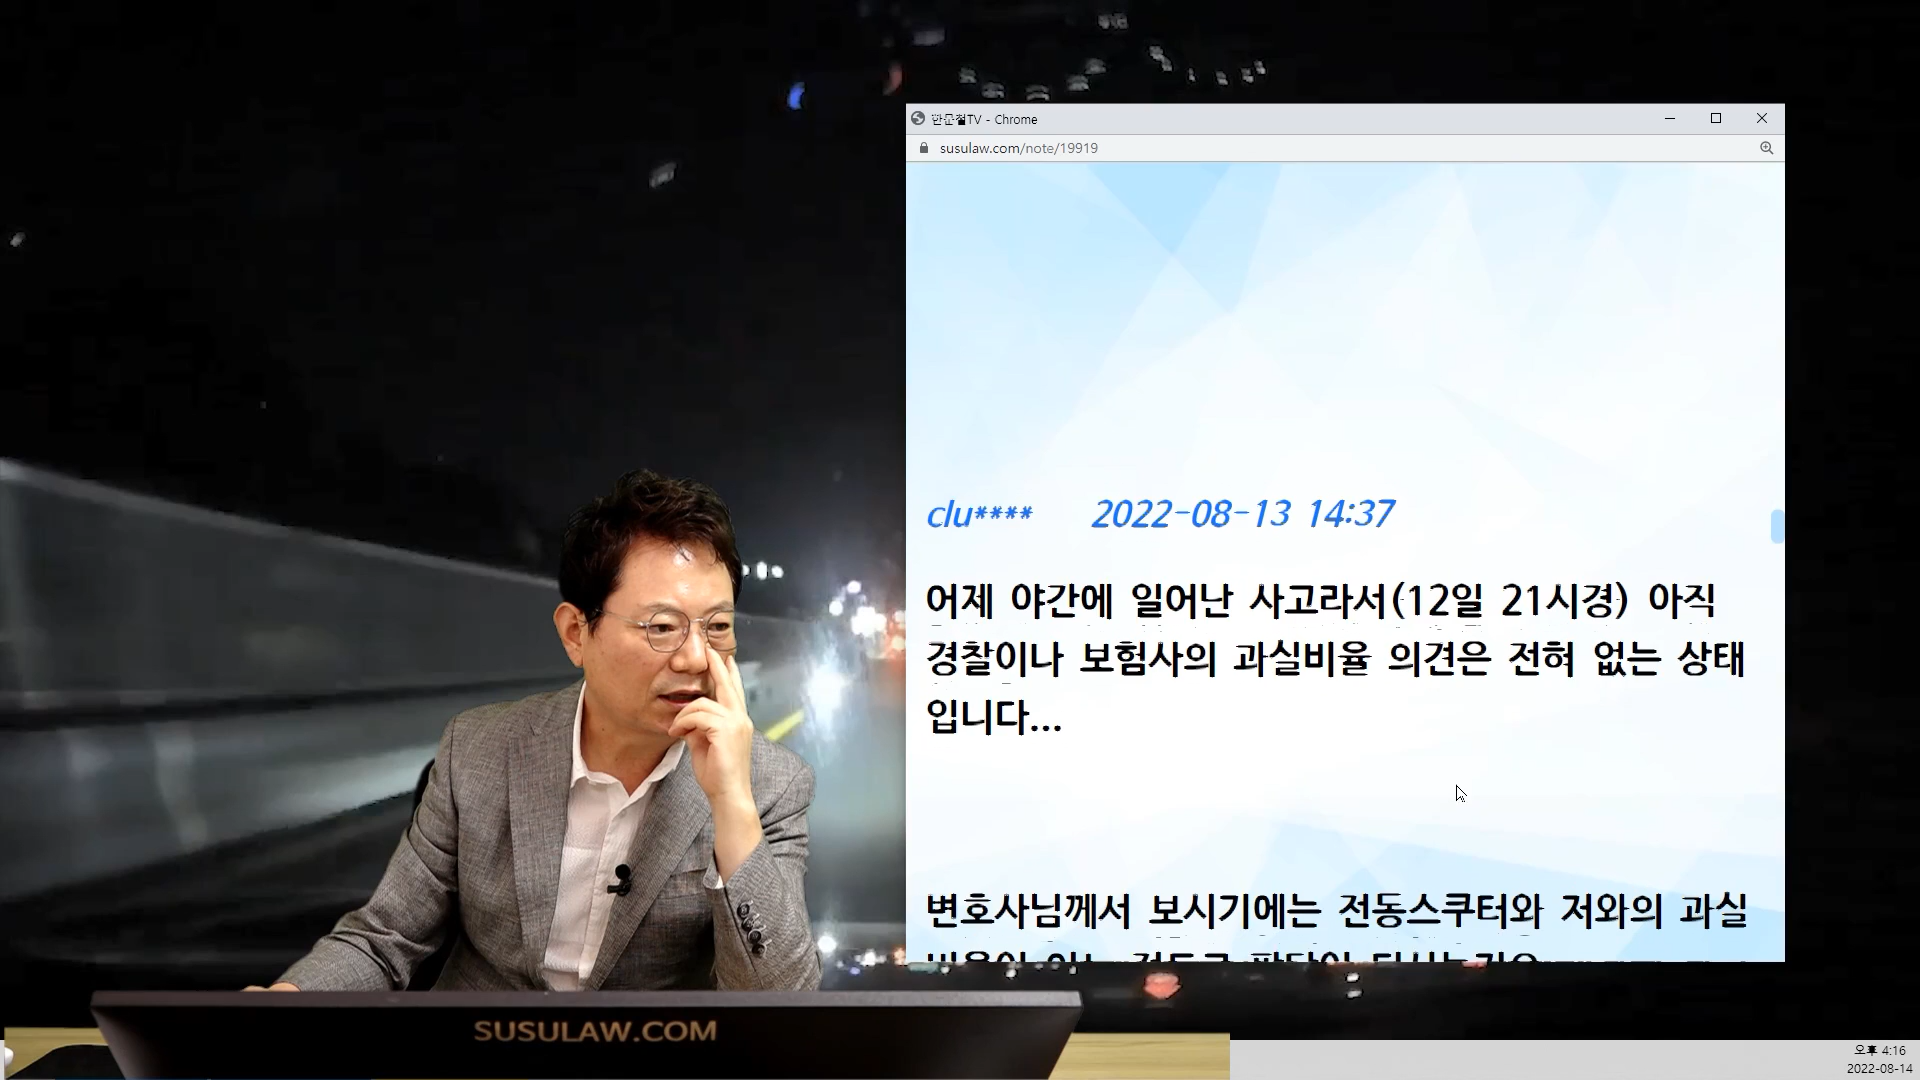 한문철TV - Chrome
susulaw.com/note/19919
clu**** 2022-08-13 14:37
어제 야간에 일어난 사고라서(12일 21시경) 아직
경찰이나 보험사의 과실비율 의견은 전혀 없는 상태
입니다...
변호사님께서 보시기에는 전동스쿠터와 저와의 과실
SUSULAW.COM
오후 4:16
2022-08-14